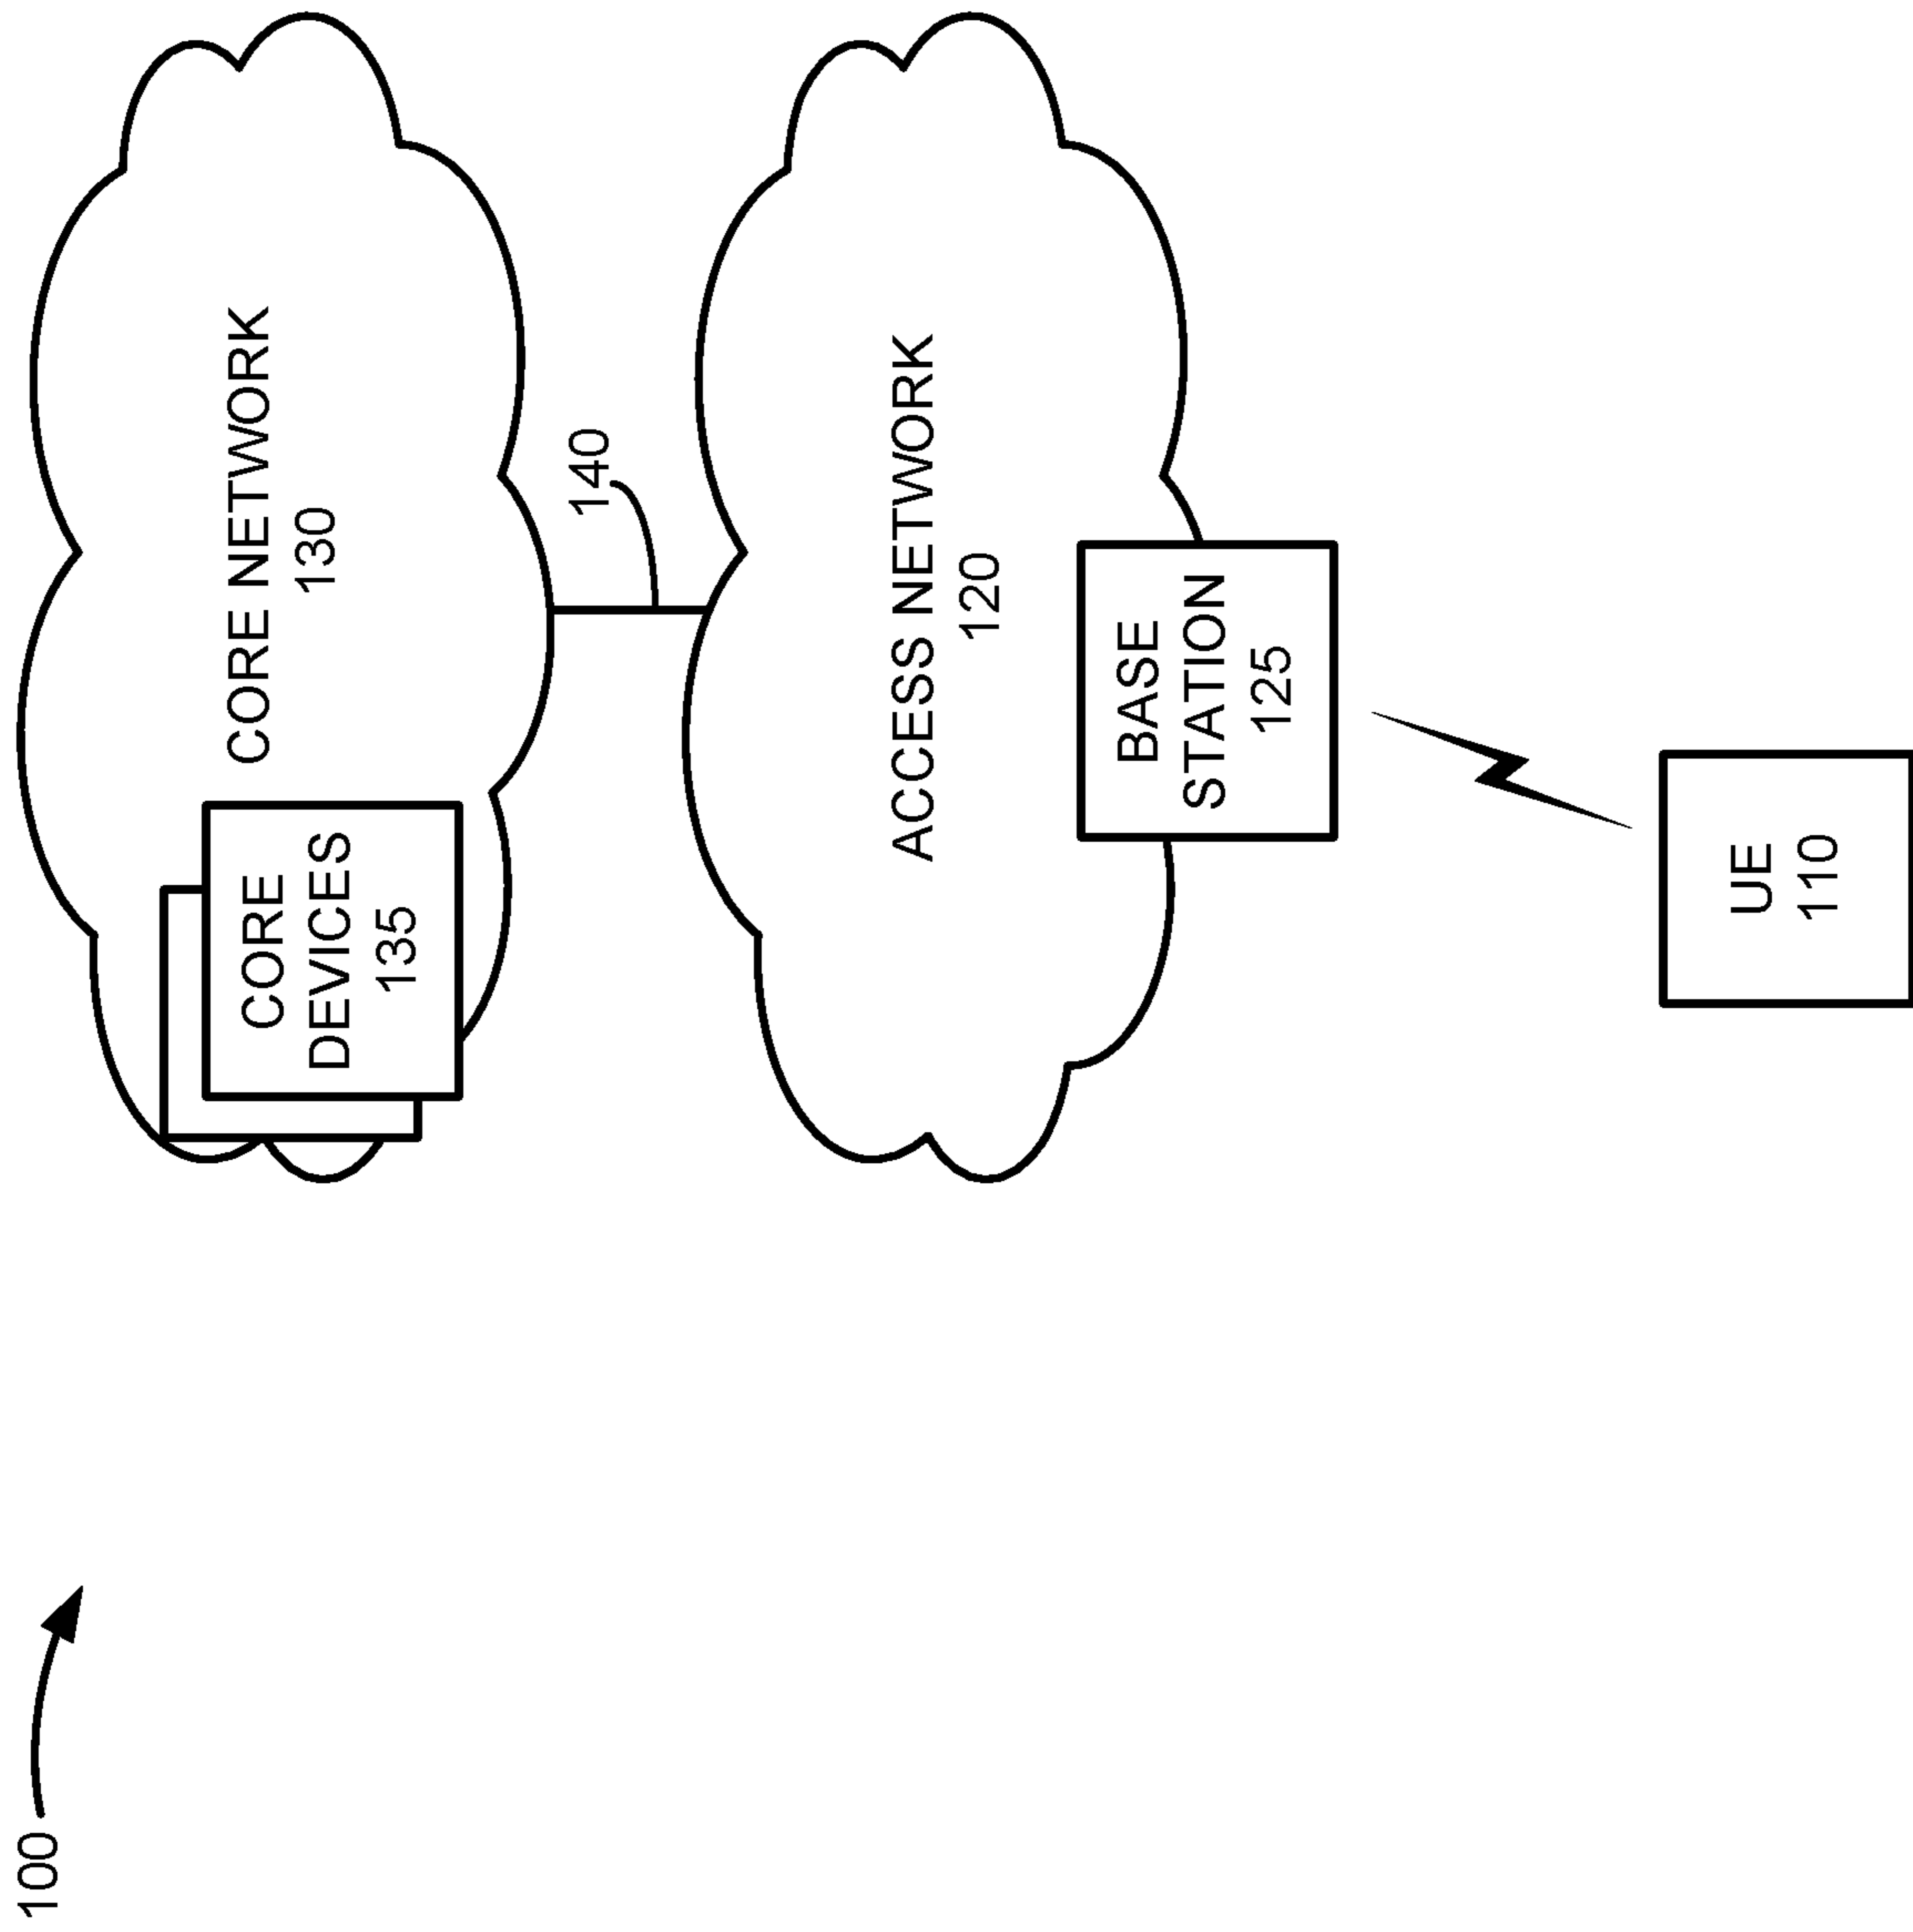 100
CORE NETWORK
130
CORE
DEVICES
135
140
ACCESS NETWORK
120
BASE
STATION
125
UE
110